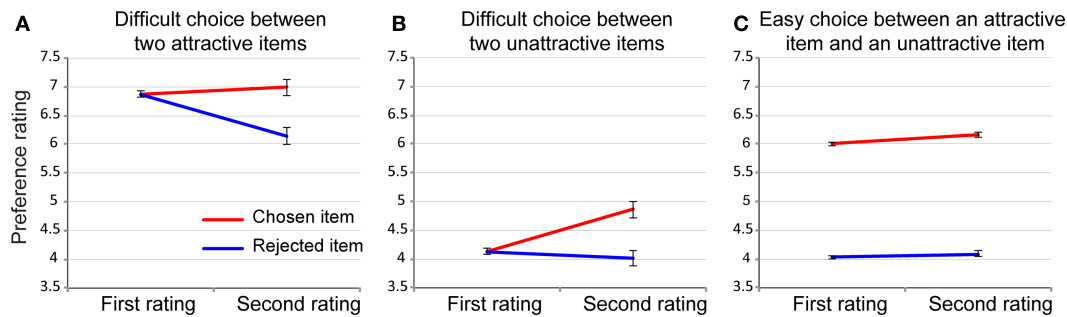 A
Difficult choice between
two attractive items
Preference rating
7.5
7
6.5
6
5.5
5
4.5
4
3.5
Chosen item
Rejected item
First rating
Second rating
B
Difficult choice between
two unattractive items
7.5
7
6.5
6
5.5
5
4.5
4
3.5
First rating
Second rating
C
Easy choice between an attractive
item and an unattractive item
7.5
7
6.5
6
5.5
5
4.5
4
3.5
First rating
Second rating